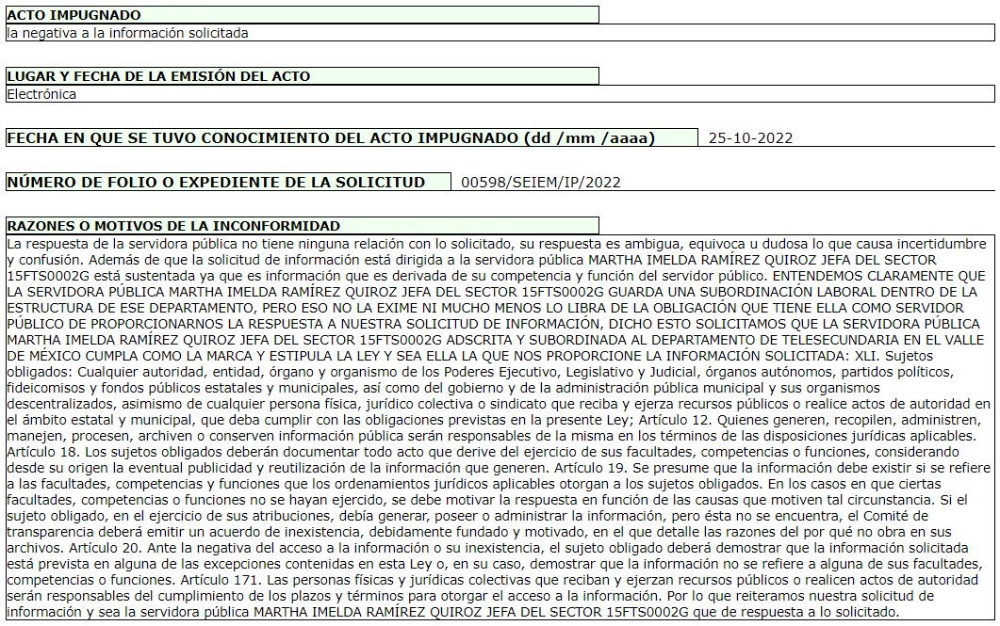 ACTO IMPUGNADO
la negativa a la información solicitada
LUGAR Y FECHA DE LA EMISIÓN DEL ACTO
Electrónica
FECHA EN QUE SE TUVO CONOCIMIENTO DEL ACTO IMPUGNADO (dd /mm /aaaa) 25-10-2022
NÚMERO DE FOLIO O EXPEDIENTE DE LA SOLICITUD 00598/SEIEM/IP/2022
RAZONES O MOTIVOS DE LA INCONFORMIDAD
La respuesta de la servidora pública no tiene ninguna relación con lo solicitado, su respuesta es ambigua, equivoca u dudosa lo que causa incertidumbre
y confusión. Además de que la solicitud de información está dirigida a la servidora pública MARTHA IMELDA RAMÍREZ QUIROZ JEFA DEL SECTOR
15FTS0002G está sustentada ya que es información que es derivada de su competencia y función del servidor público. ENTENDEMOS CLARAMENTE QUE
LA SERVIDORA PÚBLICA MARTHA IMELDA RAMÍREZ QUIROZ JEFA DEL SECTOR 15FTS0002G GUARDA UNA SUBORDINACIÓN LABORAL DENTRO DE LA
ESTRUCTURA DE ESE DEPARTAMENTO, PERO ESO NO LA EXIME NI MUCHO MENOS LO LIBRA DE LA OBLIGACIÓN QUE TIENE ELLA COMO SERVIDOR
PÚBLICO DE PROPORCIONARNOS LA RESPUESTA A NUESTRA SOLICITUD DE INFORMACIÓN, DICHO ESTO SOLICITAMOS QUE LA SERVIDORA PÚBLICA
MARTHA IMELDA RAMÍREZ QUIROZ JEFA DEL SECTOR 15FTS0002G ADSCRITA Y SUBORDINADA AL DEPARTAMENTO DE TELESECUNDARIA EN EL VALLE
DE MÉXICO CUMPLA COMO LA MARCA Y ESTIPULA LA LEY Y SEA ELLA LA QUE NOS PROPORCIONE LA INFORMACIÓN SOLICITADA: XLI. Sujetos
obligados: Cualquier autoridad, entidad, órgano y organismo de los Poderes Ejecutivo, Legislativo y Judicial, órganos autónomos, partidos políticos,
fideicomisos y fondos públicos estatales y municipales, así como del gobierno y de la administración pública municipal y sus organismos
descentralizados, asimismo de cualquier persona física, jurídico colectiva o sindicato que reciba y ejerza recursos públicos o realice actos de autoridad en
el ámbito estatal y municipal, que deba cumplir con las obligaciones previstas en la presente Ley; Artículo 12. Quienes generen, recopilen, administren,
manejen, procesen, archiven o conserven información pública serán responsables de la misma en los términos de las disposiciones jurídicas aplicables.
Artículo 18. Los sujetos obligados deberán documentar todo acto que derive del ejercicio de sus facultades, competencias o funciones, considerando
desde su origen la eventual publicidad y reutilización de la información que generen. Artículo 19. Se presume que la información debe existir si se refiere
a las facultades, competencias y funciones que los ordenamientos jurídicos aplicables otorgan a los sujetos obligados. En los casos en que ciertas
facultades, competencias o funciones no se hayan ejercido, se debe motivar la respuesta en función de las causas que motiven tal circunstancia. Si el
sujeto obligado, en el ejercicio de sus atribuciones, debía generar, poseer o administrar la información, pero ésta no se encuentra, el Comité de
transparencia deberá emitir un acuerdo de inexistencia, debidamente fundado y motivado, en el que detalle las razones del por qué no obra en sus
archivos. Artículo 20. Ante la negativa del acceso a la información o su inexistencia, el sujeto obligado deberá demostrar que la información solicitada
está prevista en alguna de las excepciones contenidas en esta Ley o, en su caso, demostrar que la información no se refiere a alguna de sus facultades,
competencias o funciones. Artículo 171. Las personas físicas y jurídicas colectivas que reciban y ejerzan recursos públicos o realicen actos de autoridad
serán responsables del cumplimiento de los plazos y términos para otorgar el acceso a la información. Por lo que reiteramos nuestra solicitud de
información y sea la servidora pública MARTHA IMELDA RAMÍREZ QUIROZ JEFA DEL SECTOR 15FTS0002G que de respuesta a lo solicitado.